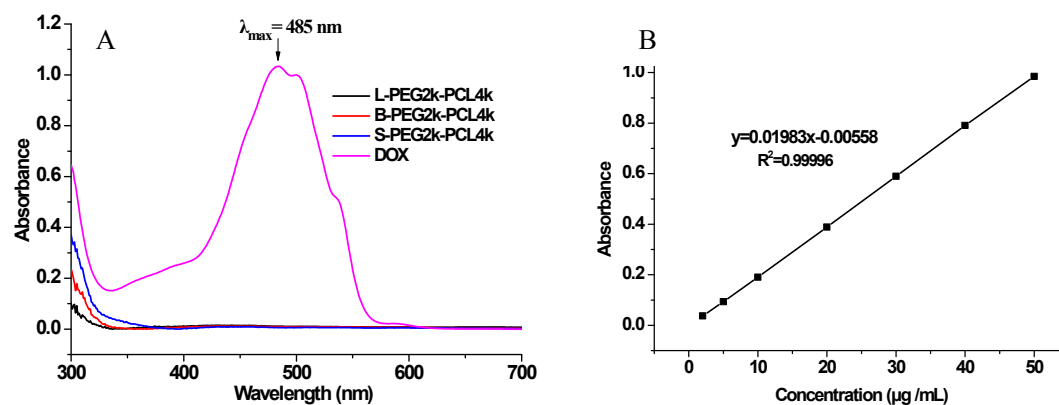 A
λmax= 485 nm
1.2
1.0
0.8
0.6
0.4
0.2
0.0
Absorbance
L-PEG2k-PCL4k
B-PEG2k-PCL4k
S-PEG2k-PCL4k
DOX
300
400
500
600
700
Wavelength (nm)
B
1.0
0.8
0.6
0.4
0.2
0.0
Absorbance
y=0.01983x-0.00558
R²=0.99996
0
10
20
30
40
50
Concentration (μg /mL)